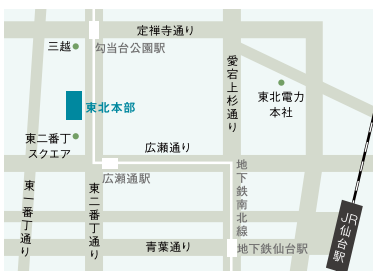 定禅寺通り
三越
勾当台公園駅
愛宕上杉通り
東北電力
本社
東北本部
東二番丁
スクエア
広瀬通り
広瀬通駅
地下鉄南北線
東一番丁通り
東二番丁通り
青葉通り
地下鉄仙台駅
JR仙台駅